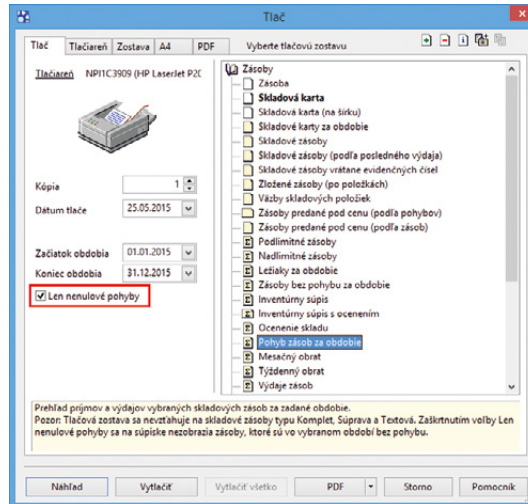 Tlač
Tlač Tlačiareň Zostava A4 PDF Vyberte tlačovú zostavu
Tlačiareň NPI1C3909 (HP LaserJet P2C
Kópia 1
Dátum tlače 25.05.2015
Začiatok obdobia 01.01.2015
Koniec obdobia 31.12.2015
Len nenulové pohyby
Zásoby
Zásoba
Skladová karta
Skladová karta (na šírku)
Skladové karty za obdobie
Skladové zásoby
Skladové zásoby (podľa posledného výdaja)
Skladové zásoby vrátane evidenčných čísel
Zložené zásoby (po položkách)
Väzby skladových položiek
Zásoby predané pod cenu (podľa pohybov)
Zásoby predané pod cenu (podľa zásob)
Podlimitné zásoby
Nadlimitné zásoby
Ležiaky za obdobie
Zásoby bez pohybu za obdobie
Inventúrny súpis
Inventúrny súpis s ocenením
Ocenenie skladu
Pohyb zásob za obdobie
Mesačný obrat
Týždenný obrat
Výdaje zásob
Prehľad príjmov a výdajov vybraných skladových zásob za zadané obdobie.
Pozor: Tlačová zostava sa nevzťahuje na skladové zásoby typu Komplet, Súprava a Textová. Zaškrtnutím voľby Len
nenulové pohyby sa na súpiske nezobrazia zásoby, ktoré sú vo vybranom období bez pohybu.
Náhľad Vytlačiť Vytlačiť všetko PDF Storno Pomocník